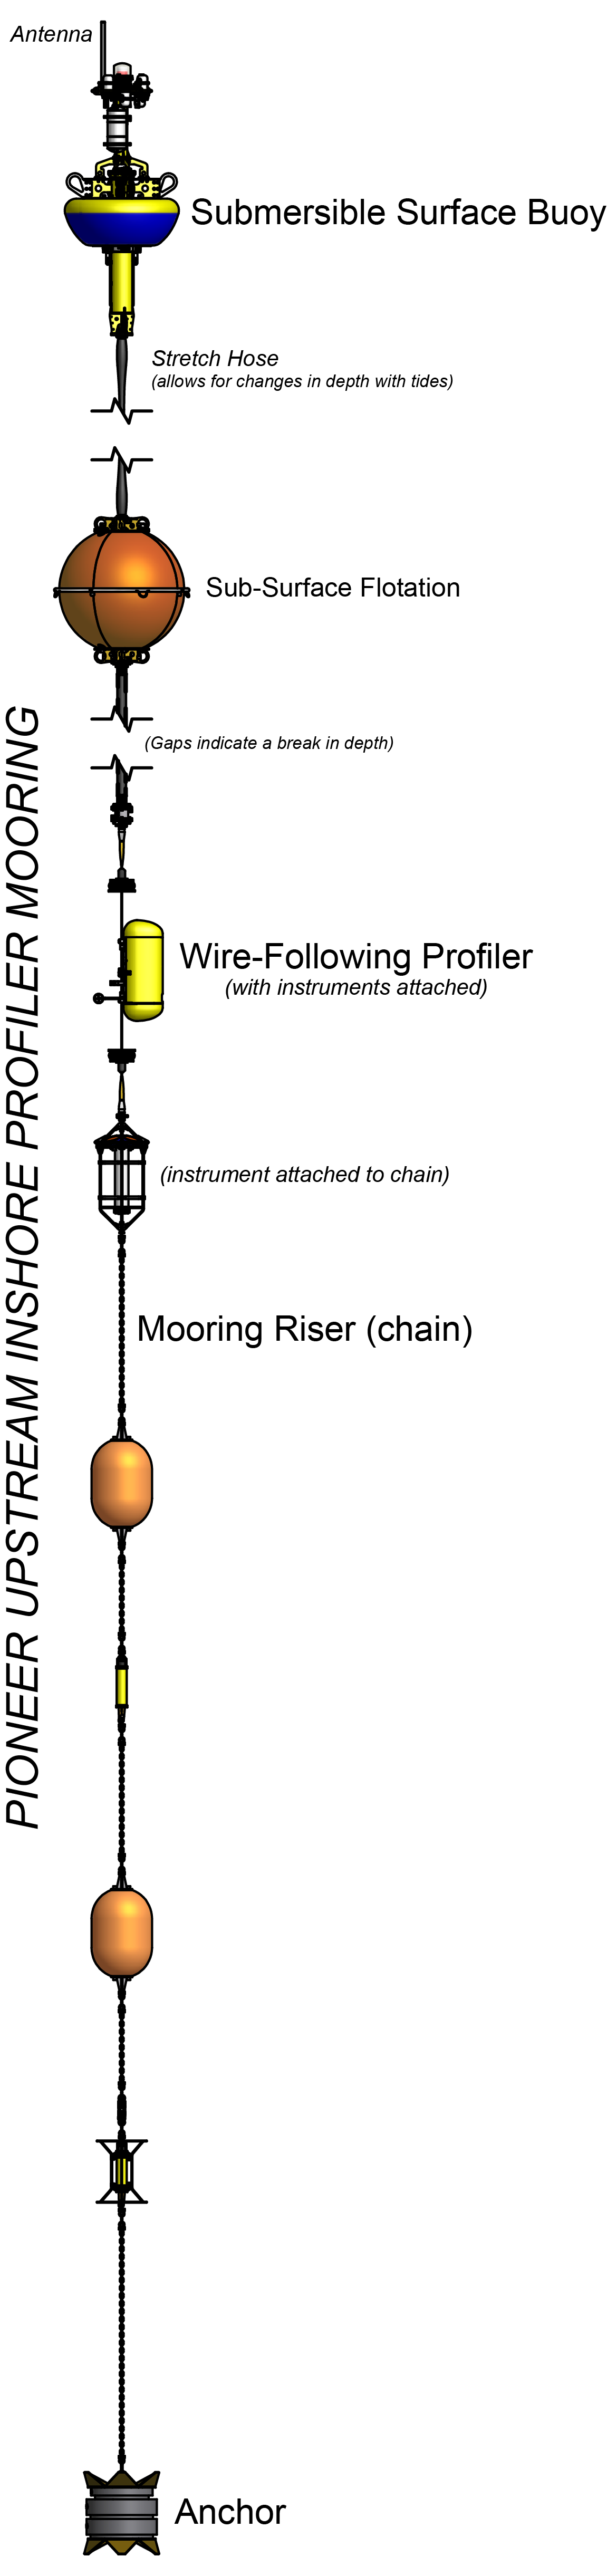 Antenna
Submersible Surface Buoy
Stretch Hose
(allows for changes in depth with tides)
Sub-Surface Flotation
(Gaps indicate a break in depth)
PIONEER UPSTREAM INSHORE PROFILER MOORING
Wire-Following Profiler
(with instruments attached)
(instrument attached to chain)
Mooring Riser (chain)
Anchor